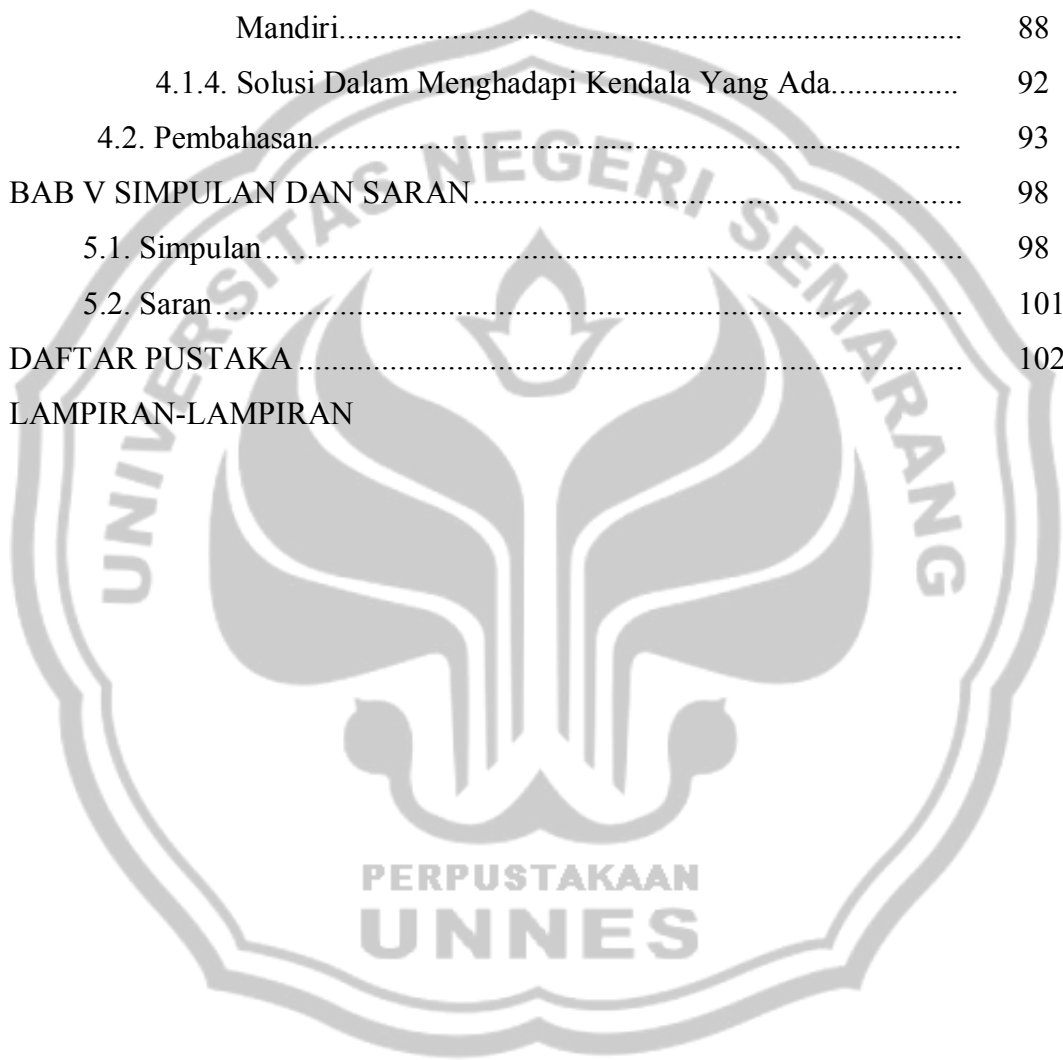 Mandiri............................................................................ 88
4.1.4. Solusi Dalam Menghadapi Kendala Yang Ada............... 92
4.2. Pembahasan............................................................................... 93
BAB V SIMPULAN DAN SARAN............................................................ 98
5.1. Simpulan..................................................................................... 98
5.2. Saran........................................................................................... 101
DAFTAR PUSTAKA................................................................................. 102
LAMPIRAN-LAMPIRAN
UNIVERSITAS NEGERI SEMARANG
PERPUSTAKAAN
UNNES